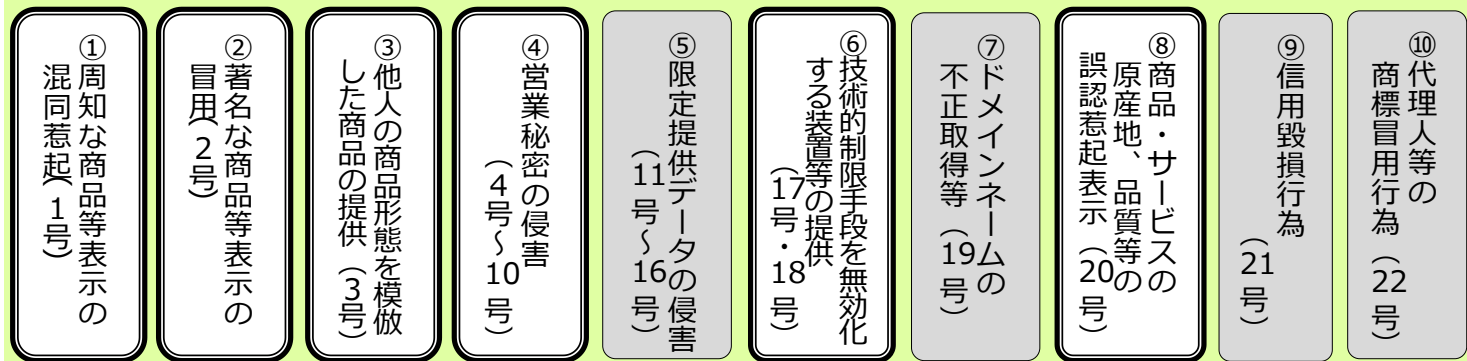 ①周知な商品等表示の
混同惹起(1号)
②著名な商品等表示の
冒用(2号)
③他人の商品形態を模倣
した商品の提供(3号)
④営業秘密の侵害
(4号~10号)
⑤限定提供データの侵害
(11号~16号)
⑥技術的制限手段を無効化
する装置等の提供
(17号・18号)
⑦ドメインネームの
不正取得等(19号)
⑧商品・サービスの
原産地、品質等の
誤認惹起表示(20号)
⑨信用毀損行為
(21号)
⑩代理人等の
商標冒用行為(22号)